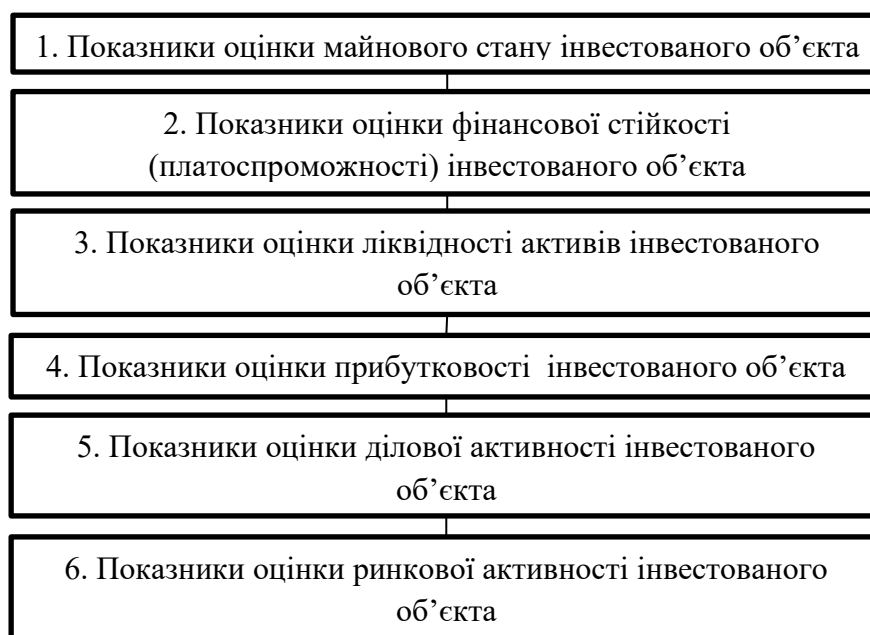 1. Показники оцінки майнового стану інвестованого об’єкта
2. Показники оцінки фінансової стійкості
(платоспроможності) інвестованого об’єкта
3. Показники оцінки ліквідності активів інвестованого
об’єкта
4. Показники оцінки прибутковості  інвестованого об’єкта
5. Показники оцінки ділової активності інвестованого
об’єкта
6. Показники оцінки ринкової активності інвестованого
об’єкта